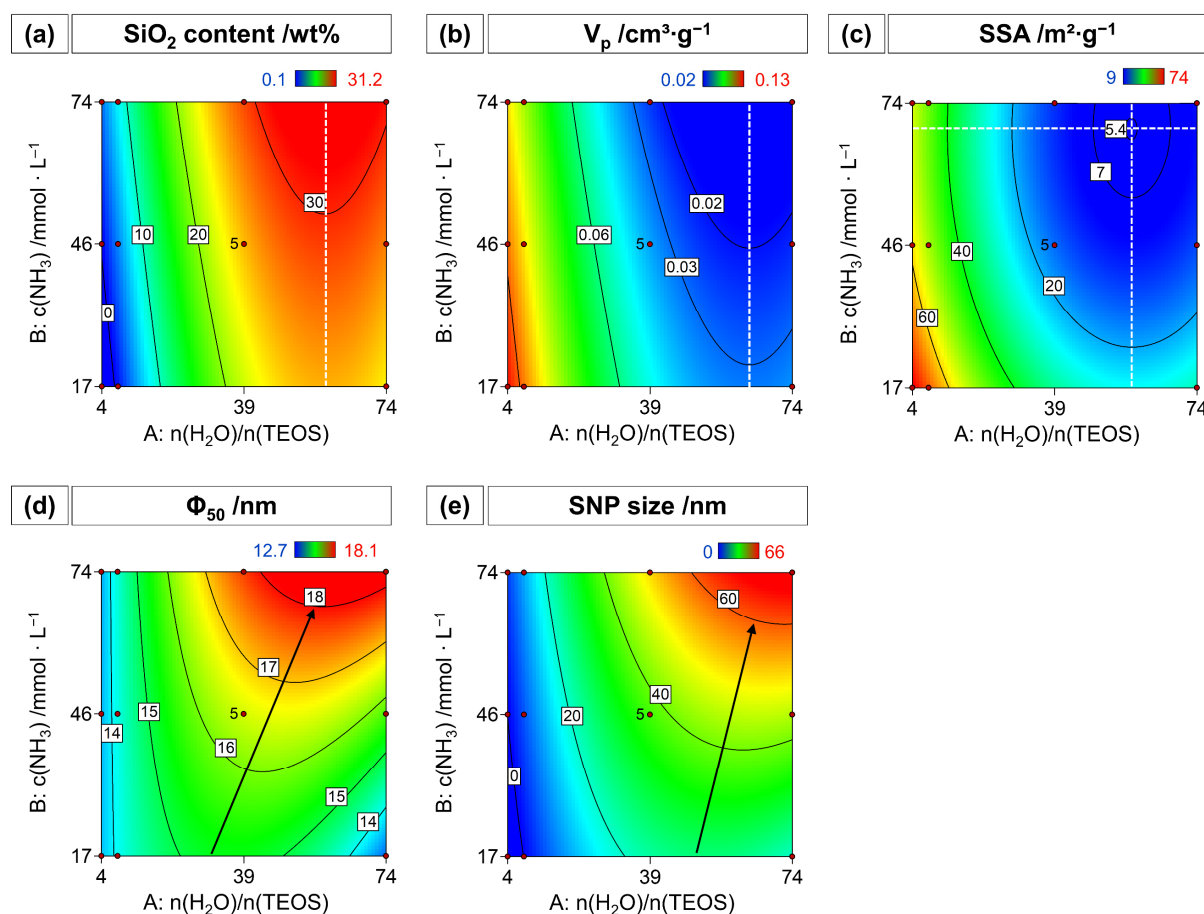 (a) SiO₂ content /wt%
0.1 31.2
74
30
10 20
46 5
0
17
4 39 74
B: c(NH₃) /mmol · L⁻¹
A: n(H₂O)/n(TEOS)
(b) Vₚ /cm³·g⁻¹
0.02 0.13
74
0.02
0.06
46 5
0.03
17
4 39 74
B: c(NH₃) /mmol · L⁻¹
A: n(H₂O)/n(TEOS)
(c) SSA /m²·g⁻¹
9 74
74
5.4
7
46 40 5
20
60
17
4 39 74
B: c(NH₃) /mmol · L⁻¹
A: n(H₂O)/n(TEOS)
(d) Φ₅₀ /nm
12.7 18.1
74
18
17
15
46 5
14 16
15
14
17
4 39 74
B: c(NH₃) /mmol · L⁻¹
A: n(H₂O)/n(TEOS)
(e) SNP size /nm
0 66
74
60
40
46 20 5
0
17
4 39 74
B: c(NH₃) /mmol · L⁻¹
A: n(H₂O)/n(TEOS)